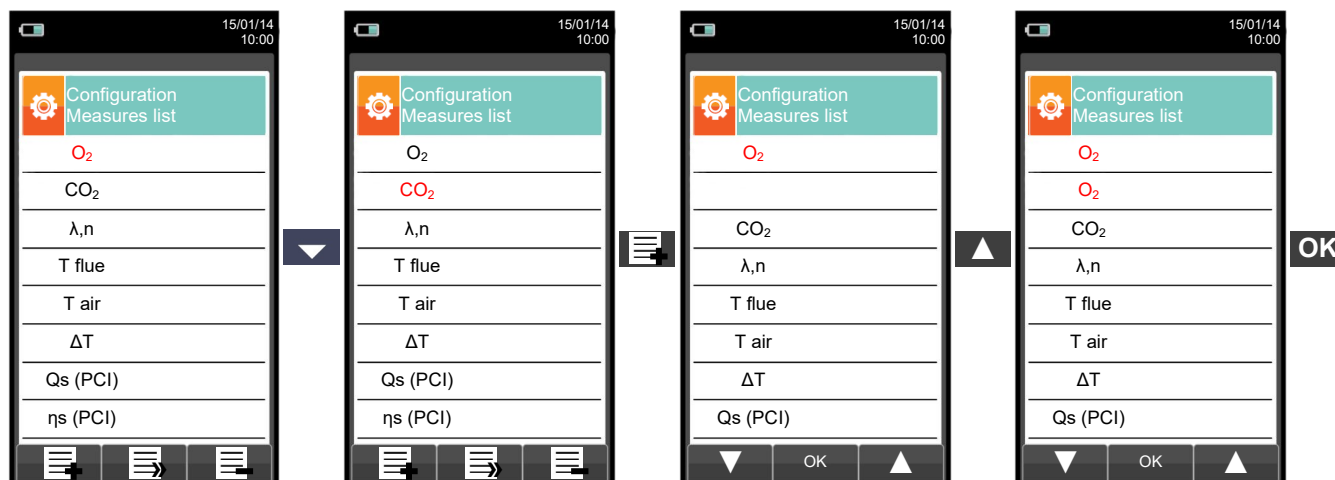 15/01/14
10:00
Configuration
Measures list
O₂
CO₂
λ,n
T flue
T air
ΔT
Qs (PCI)
ηs (PCI)
15/01/14
10:00
Configuration
Measures list
O₂
CO₂
λ,n
T flue
T air
ΔT
Qs (PCI)
ηs (PCI)
15/01/14
10:00
Configuration
Measures list
O₂
CO₂
λ,n
T flue
T air
ΔT
Qs (PCI)
OK
15/01/14
10:00
Configuration
Measures list
O₂
O₂
CO₂
λ,n
T flue
T air
ΔT
Qs (PCI)
OK
OK